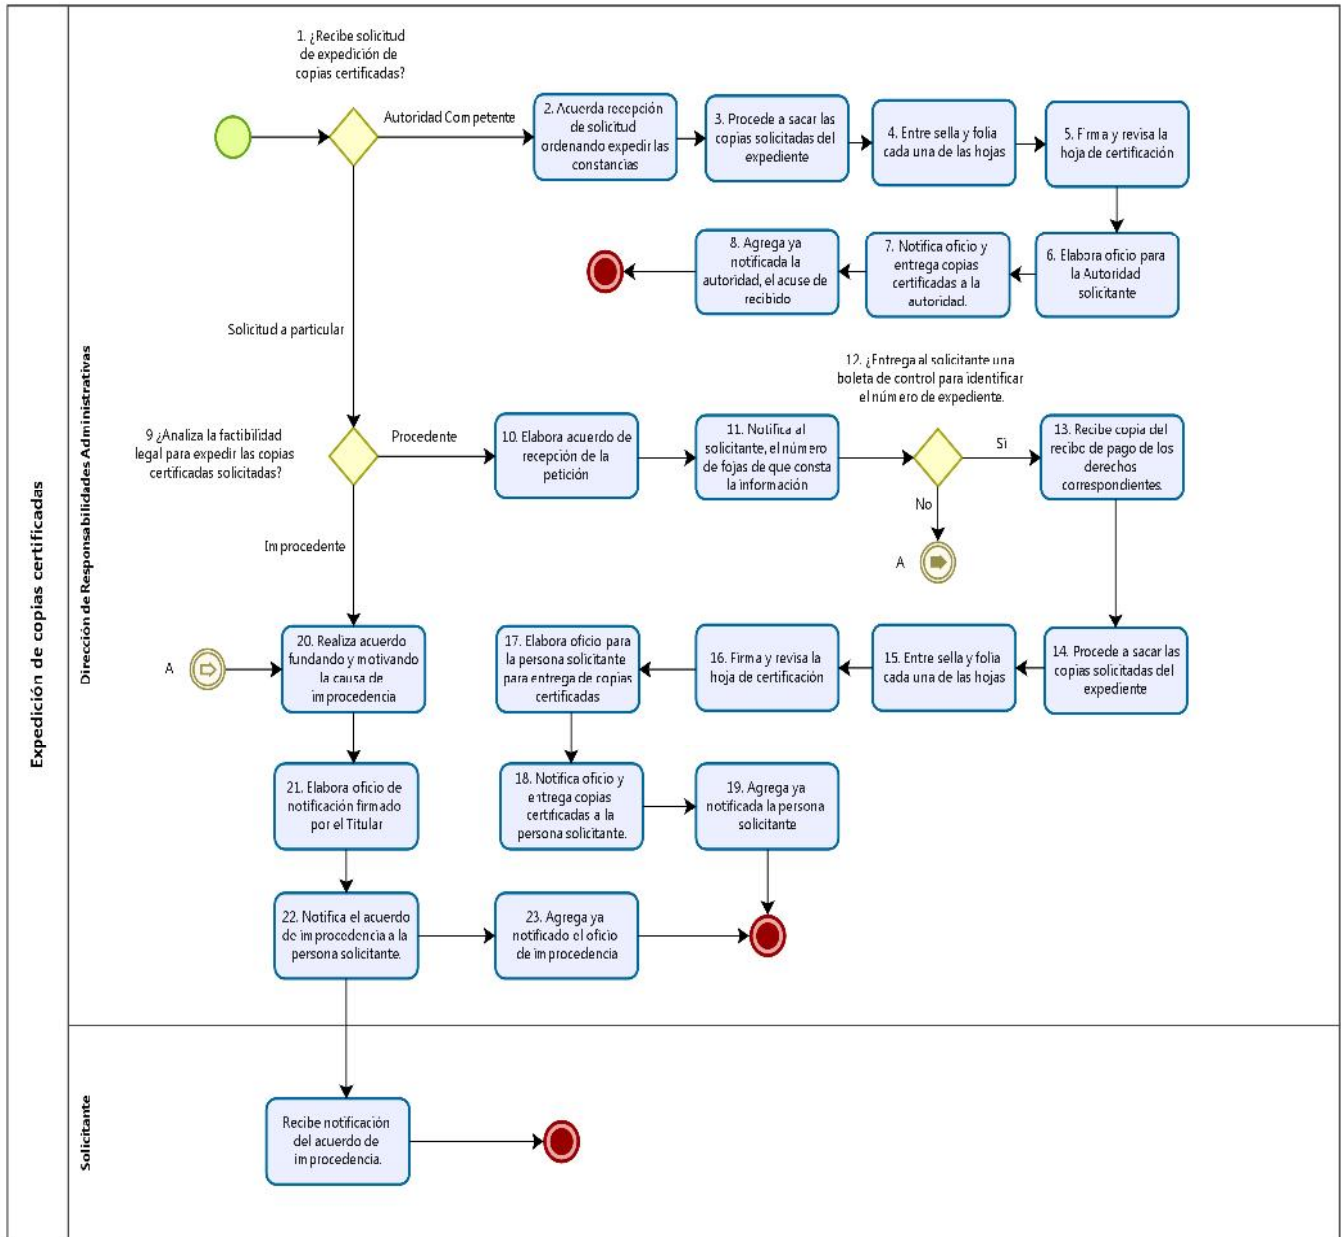 Expedición de copias certificadas
Dirección de Responsabilidades Administrativas
1. ¿Recibe solicitud
de expedición de
copias certificadas?
Autoridad Competente
2. Acuerda recepción
de solicitud
ordenando expedir las
constancias
3. Procede a sacar las
copias solicitadas del
expediente
4. Entre sella y folia
cada una de las hojas
5. Firma y revisa la
hoja de certificación
6. Elabora oficio para
la Autoridad
solicitante
7. Notifica oficio y
entrega copias
certificadas a la
autoridad.
8. Agrega ya
notificada la
autoridad, el acuse de
recibido
Solicitud a particular
9 ¿Analiza la factibilidad
legal para expedir las copias
certificadas solicitadas?
Procedente
10. Elabora acuerdo de
recepción de la
petición
11. Notifica al
solicitante, el número
de fojas de que consta
la información
12. ¿Entrega al solicitante una
boleta de control para identificar
el número de expediente.
Si
13. Recibe copia del
recibo de pago de los
derechos
correspondientes.
No
A
Improcedente
14. Procede a sacar las
copias solicitadas del
expediente
15. Entre sella y folia
cada una de las hojas
16. Firma y revisa la
hoja de certificación
17. Elabora oficio para
la persona solicitante
para entrega de copias
certificadas
18. Notifica oficio y
entrega copias
certificadas a la
persona solicitante.
19. Agrega ya
notificada la persona
solicitante
A
20. Realiza acuerdo
fundando y motivando
la causa de
improcedencia
21. Elabora oficio de
notificación firmado
por el Titular
22. Notifica el acuerdo
de improcedencia a la
persona solicitante.
23. Agrega ya
notificado el oficio
de improcedencia
Solicitante
Recibe notificación
del acuerdo de
improcedencia.